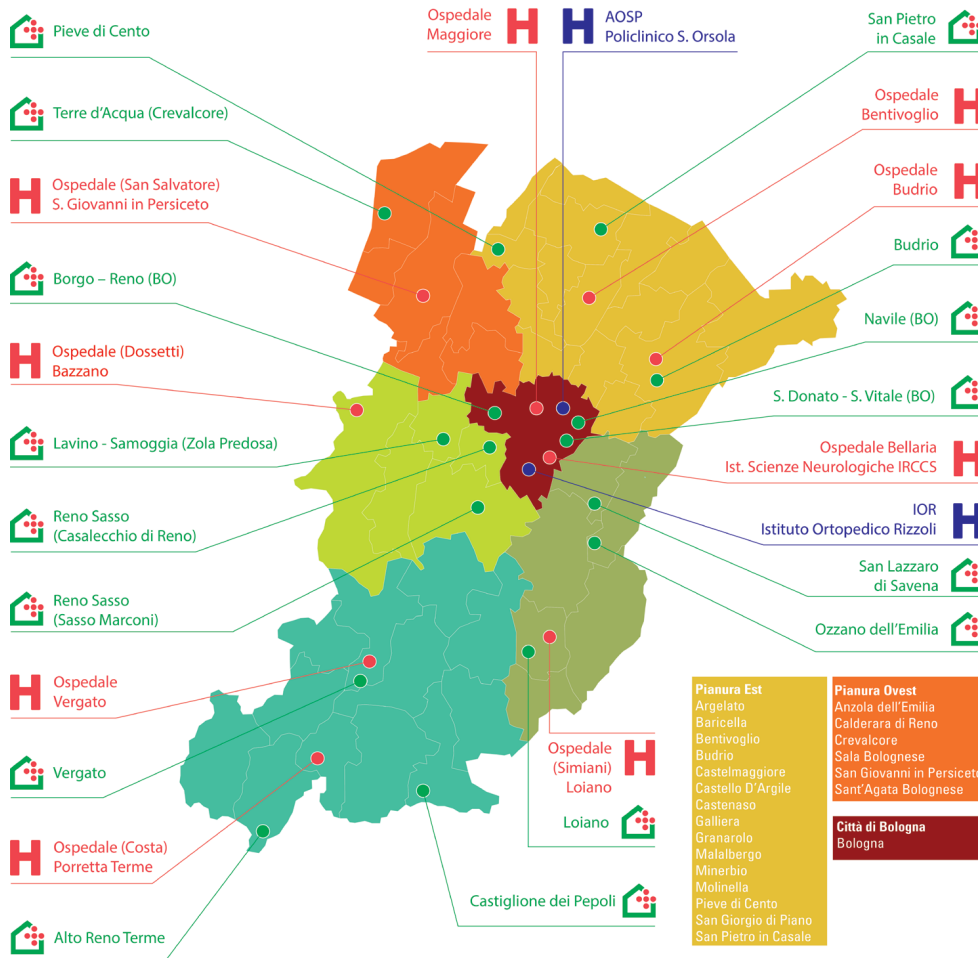 Pieve di Cento
Terre d'Acqua (Crevalcore)
H Ospedale (San Salvatore)
S. Giovanni in Persiceto
Borgo – Reno (BO)
H Ospedale (Dossetti)
Bazzano
Lavino - Samoggia (Zola Predosa)
Reno Sasso
(Casalecchio di Reno)
Reno Sasso
(Sasso Marconi)
H Ospedale
Vergato
Vergato
H Ospedale (Costa)
Porretta Terme
Alto Reno Terme
Ospedale H
Maggiore
H AOSP
Policlinico S. Orsola
San Pietro
in Casale
Ospedale H
Bentivoglio
Ospedale H
Budrio
Budrio
Navile (BO)
S. Donato - S. Vitale (BO)
Ospedale Bellaria H
Ist. Scienze Neurologiche IRCCS
IOR H
Istituto Ortopedico Rizzoli
San Lazzaro
di Savena
Ozzano dell'Emilia
Ospedale H
(Simiani)
Loiano
Loiano
Castiglione dei Pepoli
Pianura Est
Argelato
Baricella
Bentivoglio
Budrio
Castelmaggiore
Castello D'Argile
Castenaso
Galliera
Granarolo
Malalbergo
Minerbio
Molinella
Pieve di Cento
San Giorgio di Piano
San Pietro in Casale
Pianura Ovest
Anzola dell'Emilia
Calderara di Reno
Crevalcore
Sala Bolognese
San Giovanni in Persiceto
Sant'Agata Bolognese
Città di Bologna
Bologna